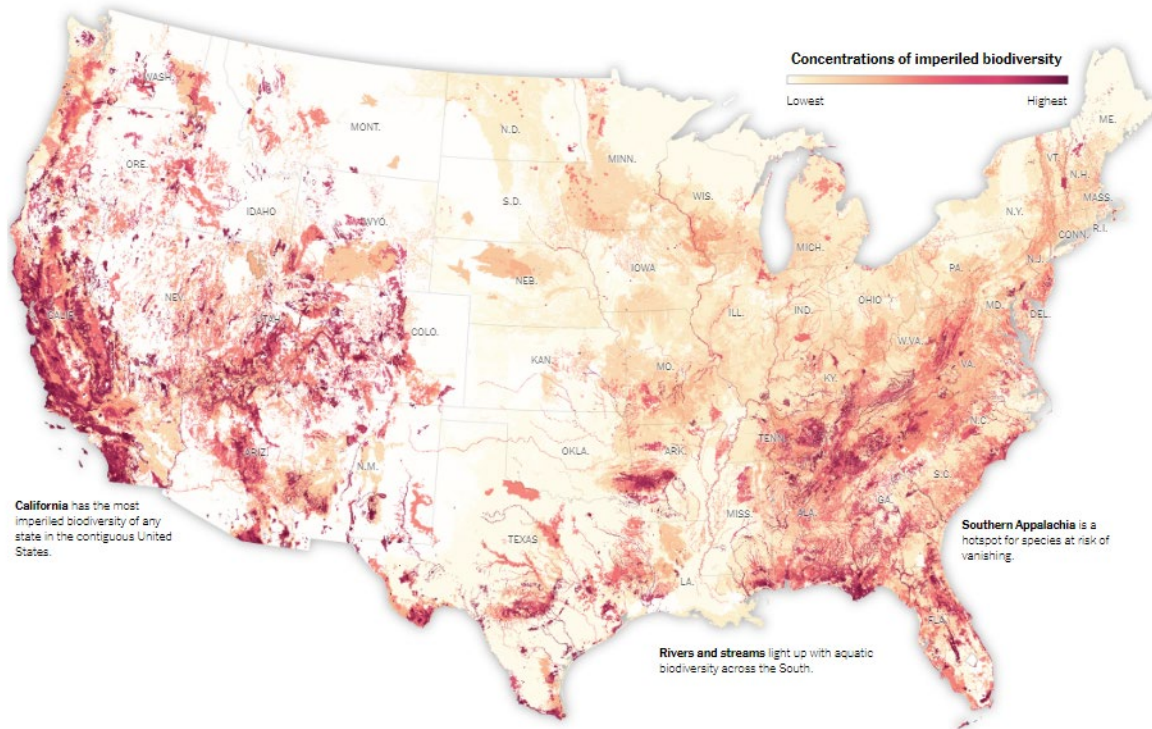 Concentrations of imperiled biodiversity
Lowest
Highest
WASH.
MONT.
N.D.
MINN.
ME.
VT.
N.H.
ORE.
IDAHO
WYO.
S.D.
WIS.
MICH.
N.Y.
MASS.
CONN.
R.I.
NEB.
IOWA
PA.
N.J.
NEV.
UTAH
COLO.
ILL.
IND.
OHIO
MD.
DEL.
CALIF.
KAN.
MO.
KY.
W.VA.
VA.
ARIZ.
N.M.
OKLA.
ARK.
TENN.
N.C.
S.C.
TEXAS
LA.
MISS.
ALA.
GA.
FLA.
California has the most
imperiled biodiversity of any
state in the contiguous United
States.
Southern Appalachia is a
hotspot for species at risk of
vanishing.
Rivers and streams light up with aquatic
biodiversity across the South.